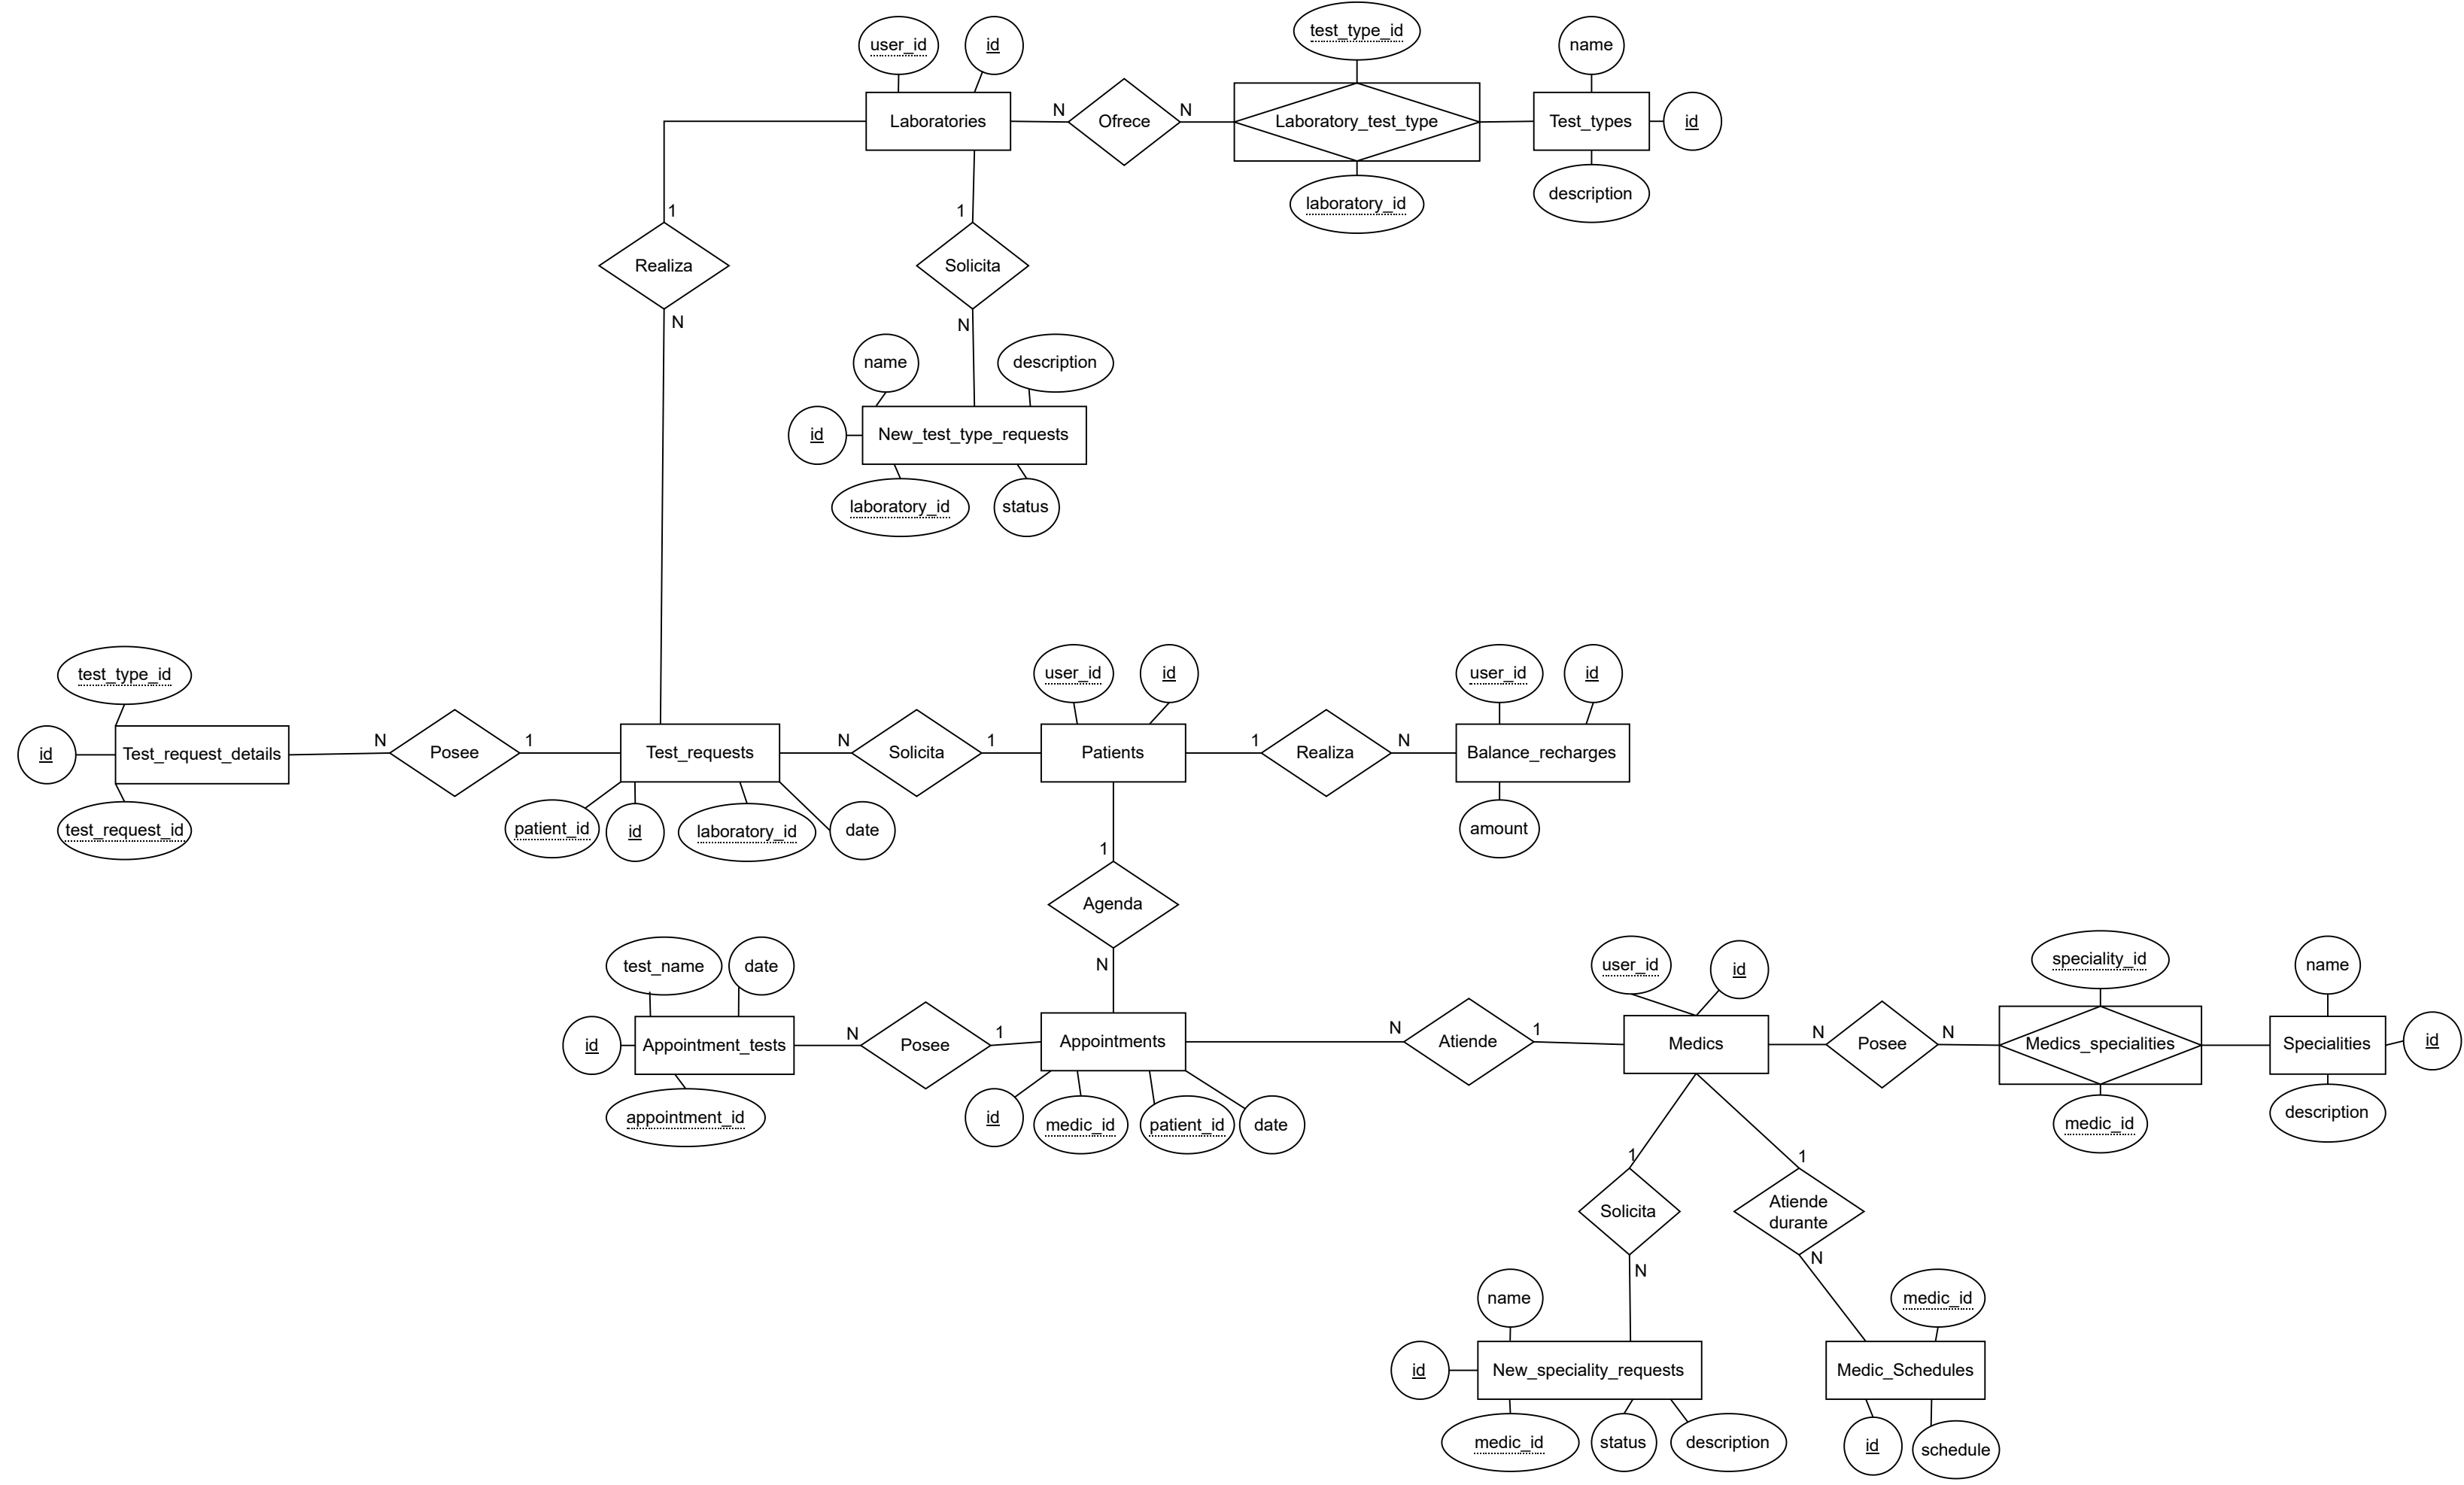 user_id
id
test_type_id
name
Laboratories
N
Ofrece
N
Laboratory_test_type
Test_types
id
laboratory_id
description
1
1
Realiza
Solicita
N
N
name
description
id
New_test_type_requests
laboratory_id
status
test_type_id
user_id
id
user_id
id
id
Test_request_details
N
Posee
1
Test_requests
N
Solicita
1
Patients
1
Realiza
N
Balance_recharges
test_request_id
patient_id
id
laboratory_id
date
amount
1
Agenda
N
test_name
date
user_id
id
speciality_id
name
id
Appointment_tests
N
Posee
1
Appointments
N
Atiende
1
Medics
N
Posee
N
Medics_specialities
Specialities
id
appointment_id
id
medic_id
patient_id
date
medic_id
description
1
1
Solicita
Atiende
durante
N
N
name
medic_id
id
New_speciality_requests
Medic_Schedules
medic_id
status
description
id
schedule